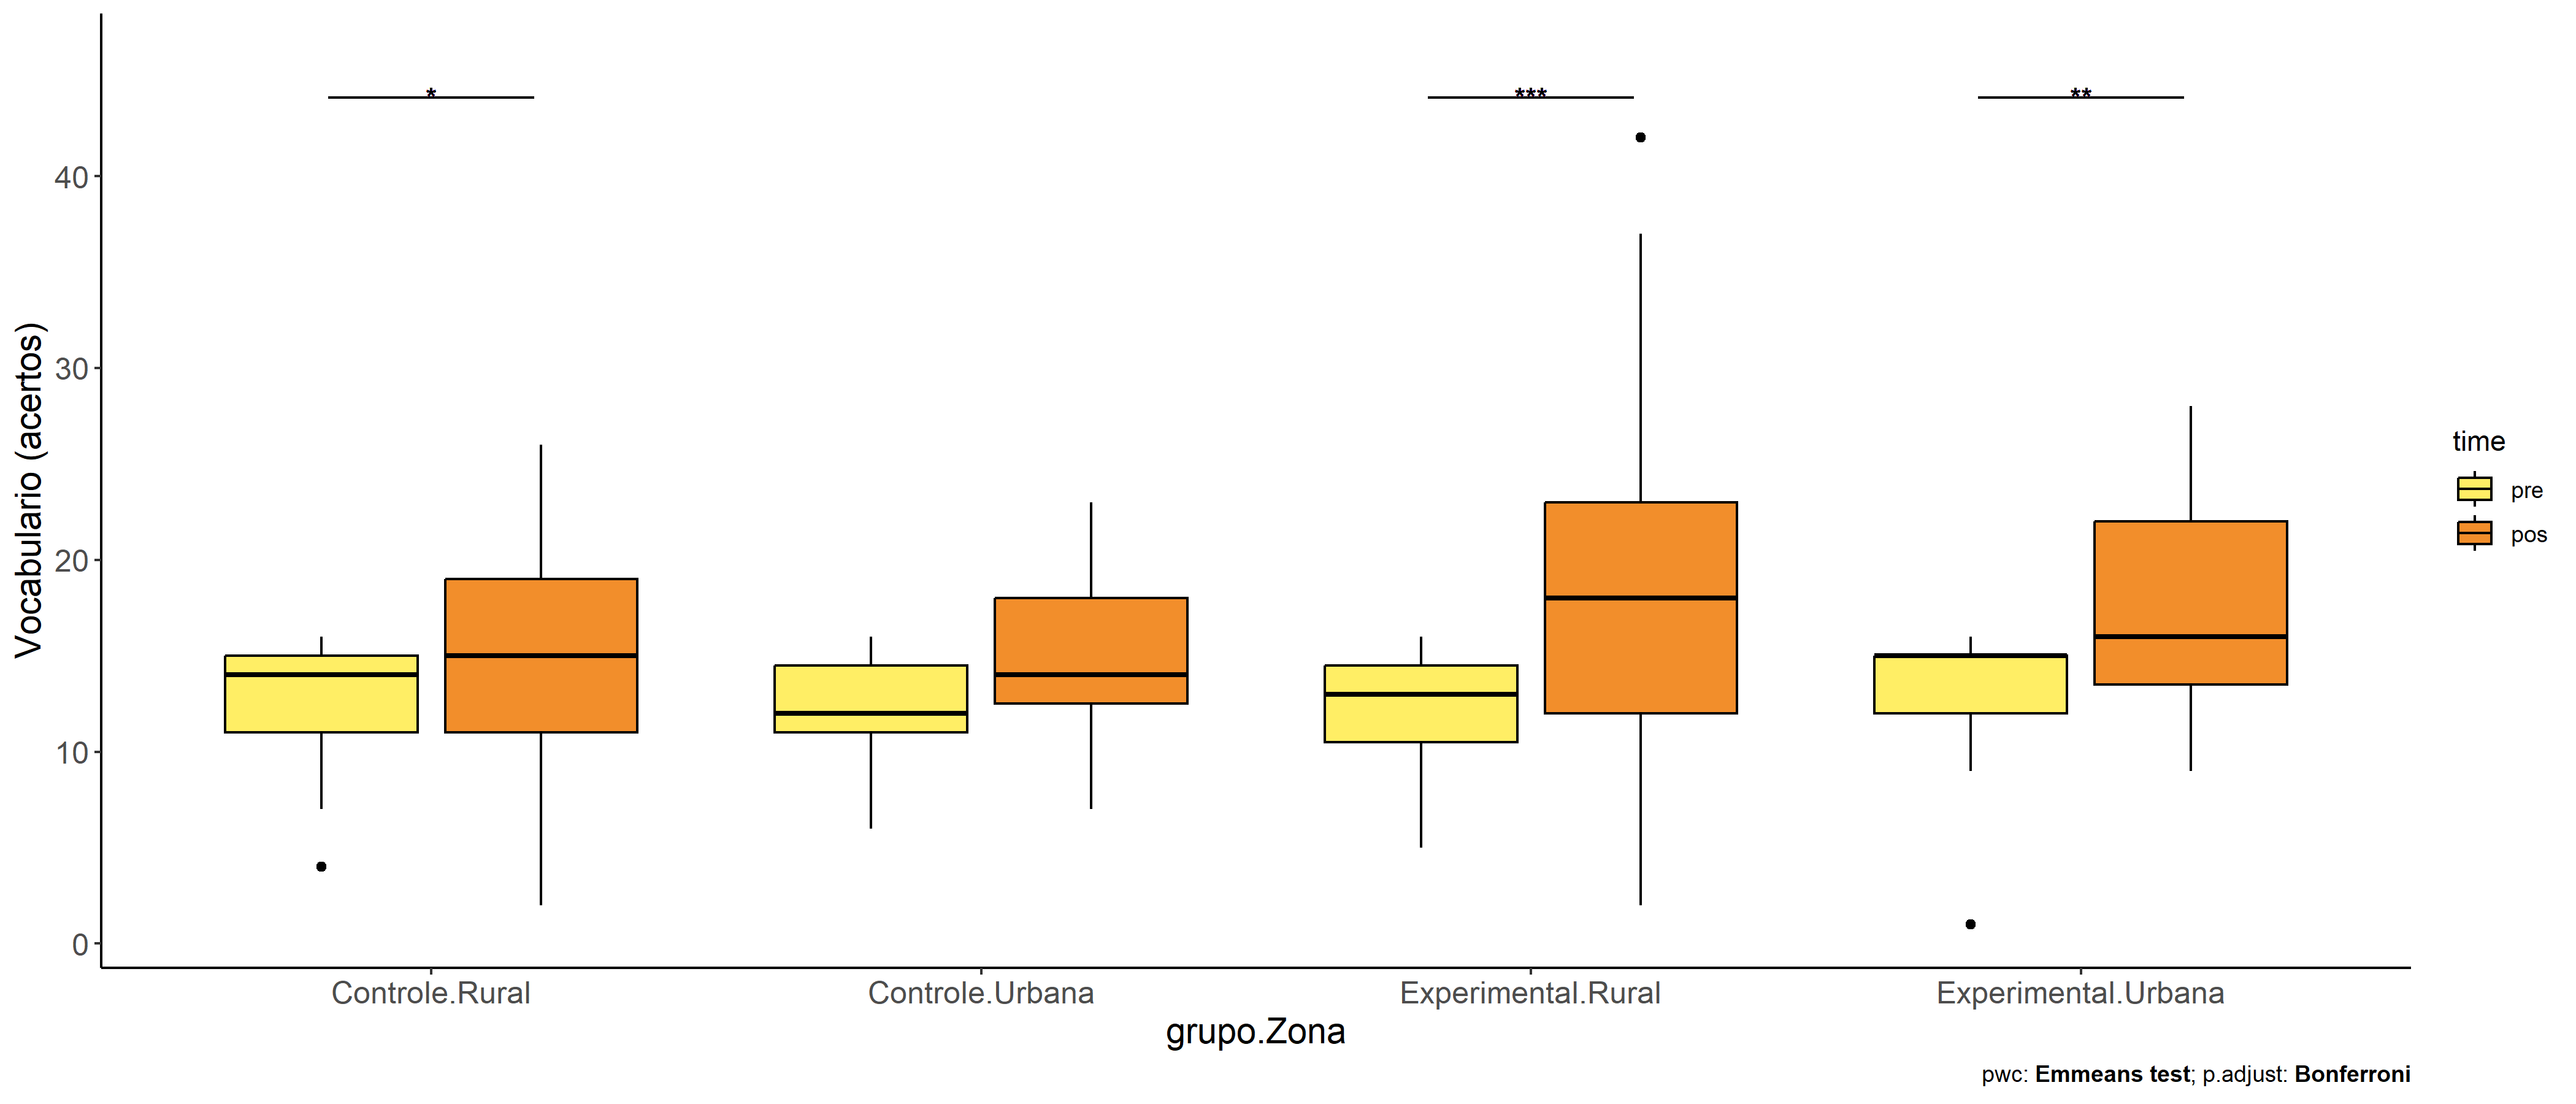 * *** **
40
30
20
10
0
Vocabulario (acertos)
Controle.Rural Controle.Urbana Experimental.Rural Experimental.Urbana
grupo.Zona
time
pre
pos
pwc: Emmeans test; p.adjust: Bonferroni